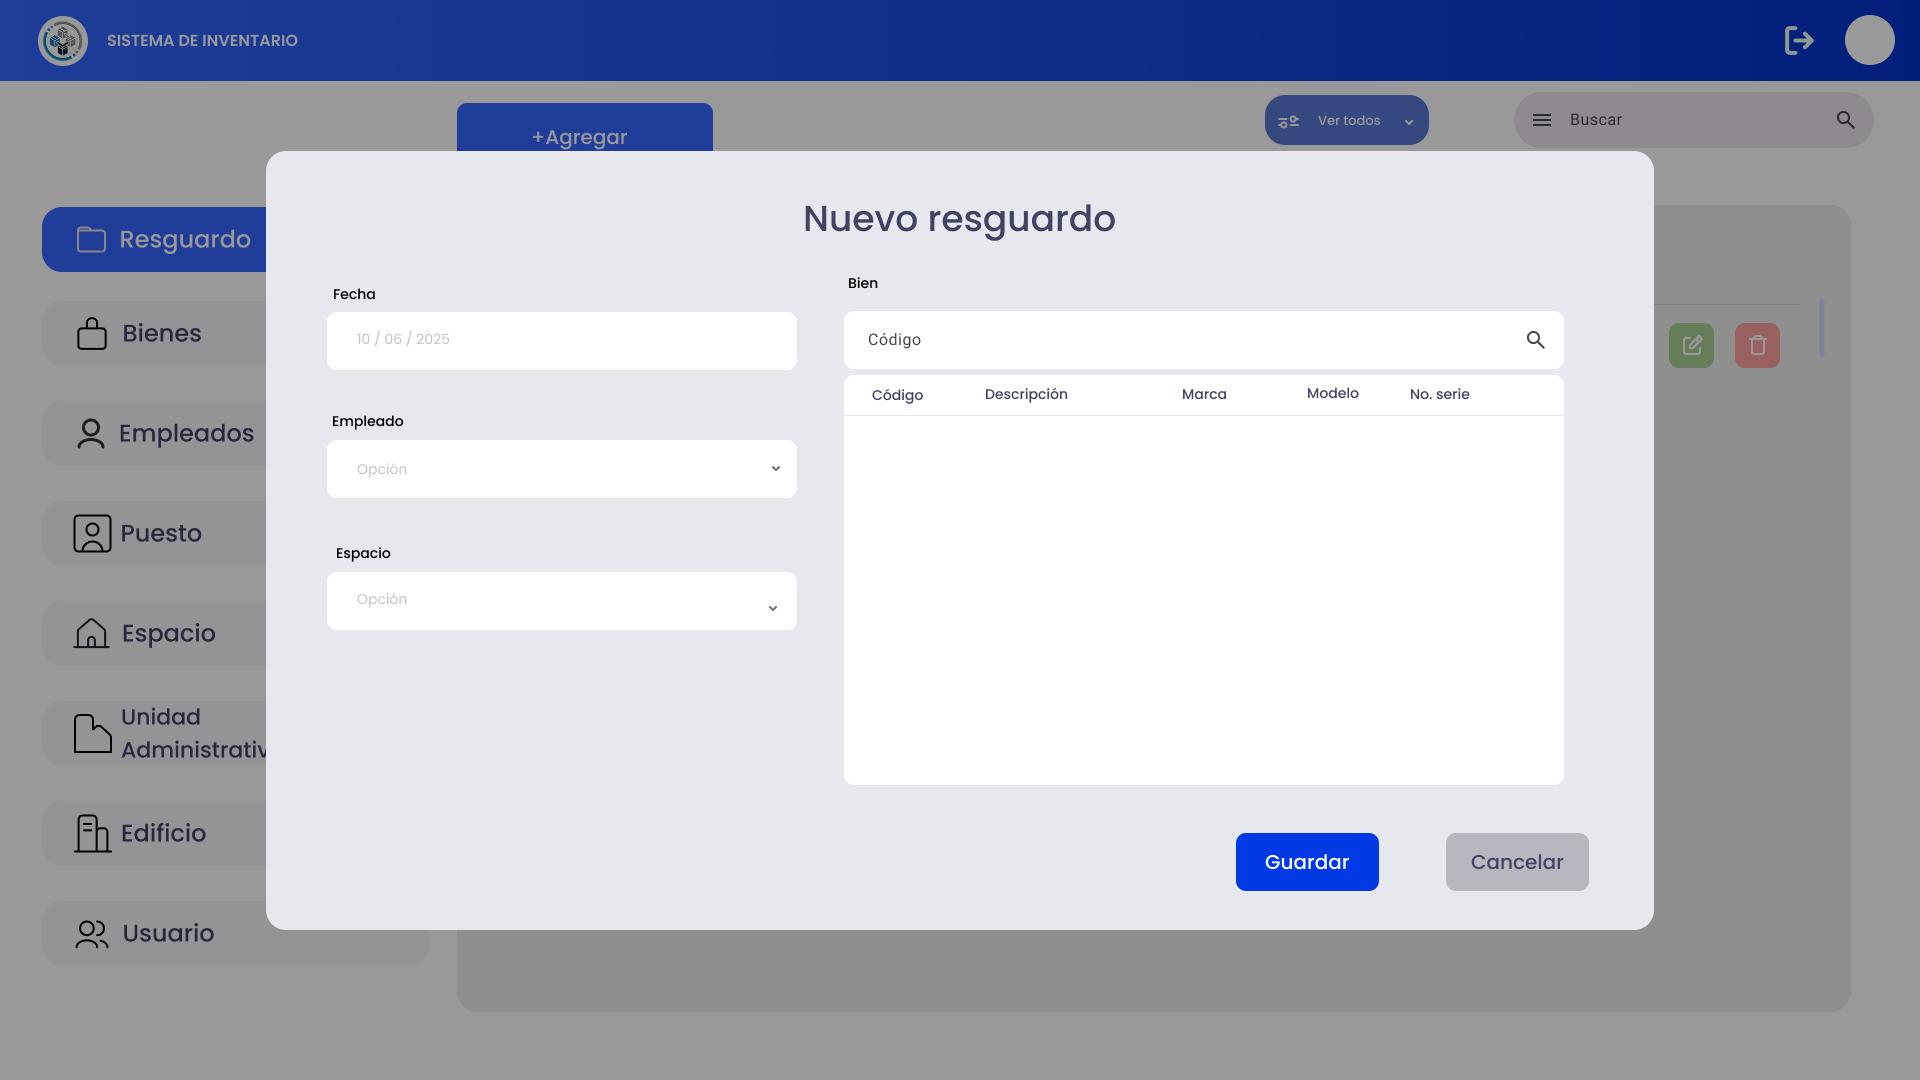 SISTEMA DE INVENTARIO
+Agregar
Ver todos
Buscar
Resguardo
Bienes
Empleados
Puesto
Espacio
Unidad
Administrativ
Edificio
Usuario
Nuevo resguardo
Fecha
10 / 06 / 2025
Empleado
Opción
Espacio
Opción
Bien
Código
Código Descripción Marca Modelo No. serie
Guardar
Cancelar